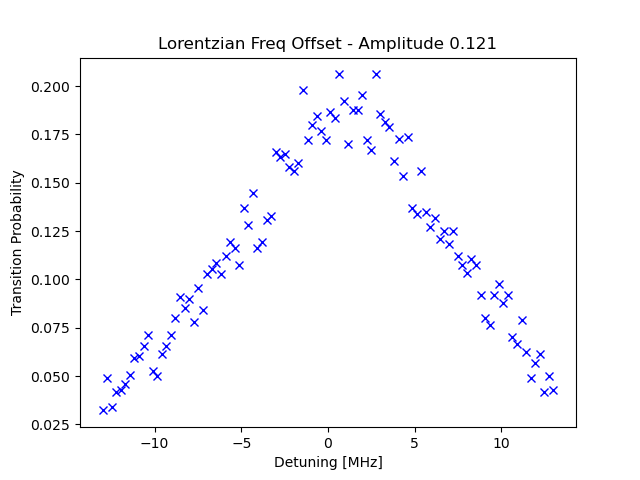 Lorentzian Freq Offset - Amplitude 0.121
0.200
0.175
0.150
0.125
0.100
0.075
0.050
0.025
Transition Probability
−10 −5 0 5 10
Detuning [MHz]